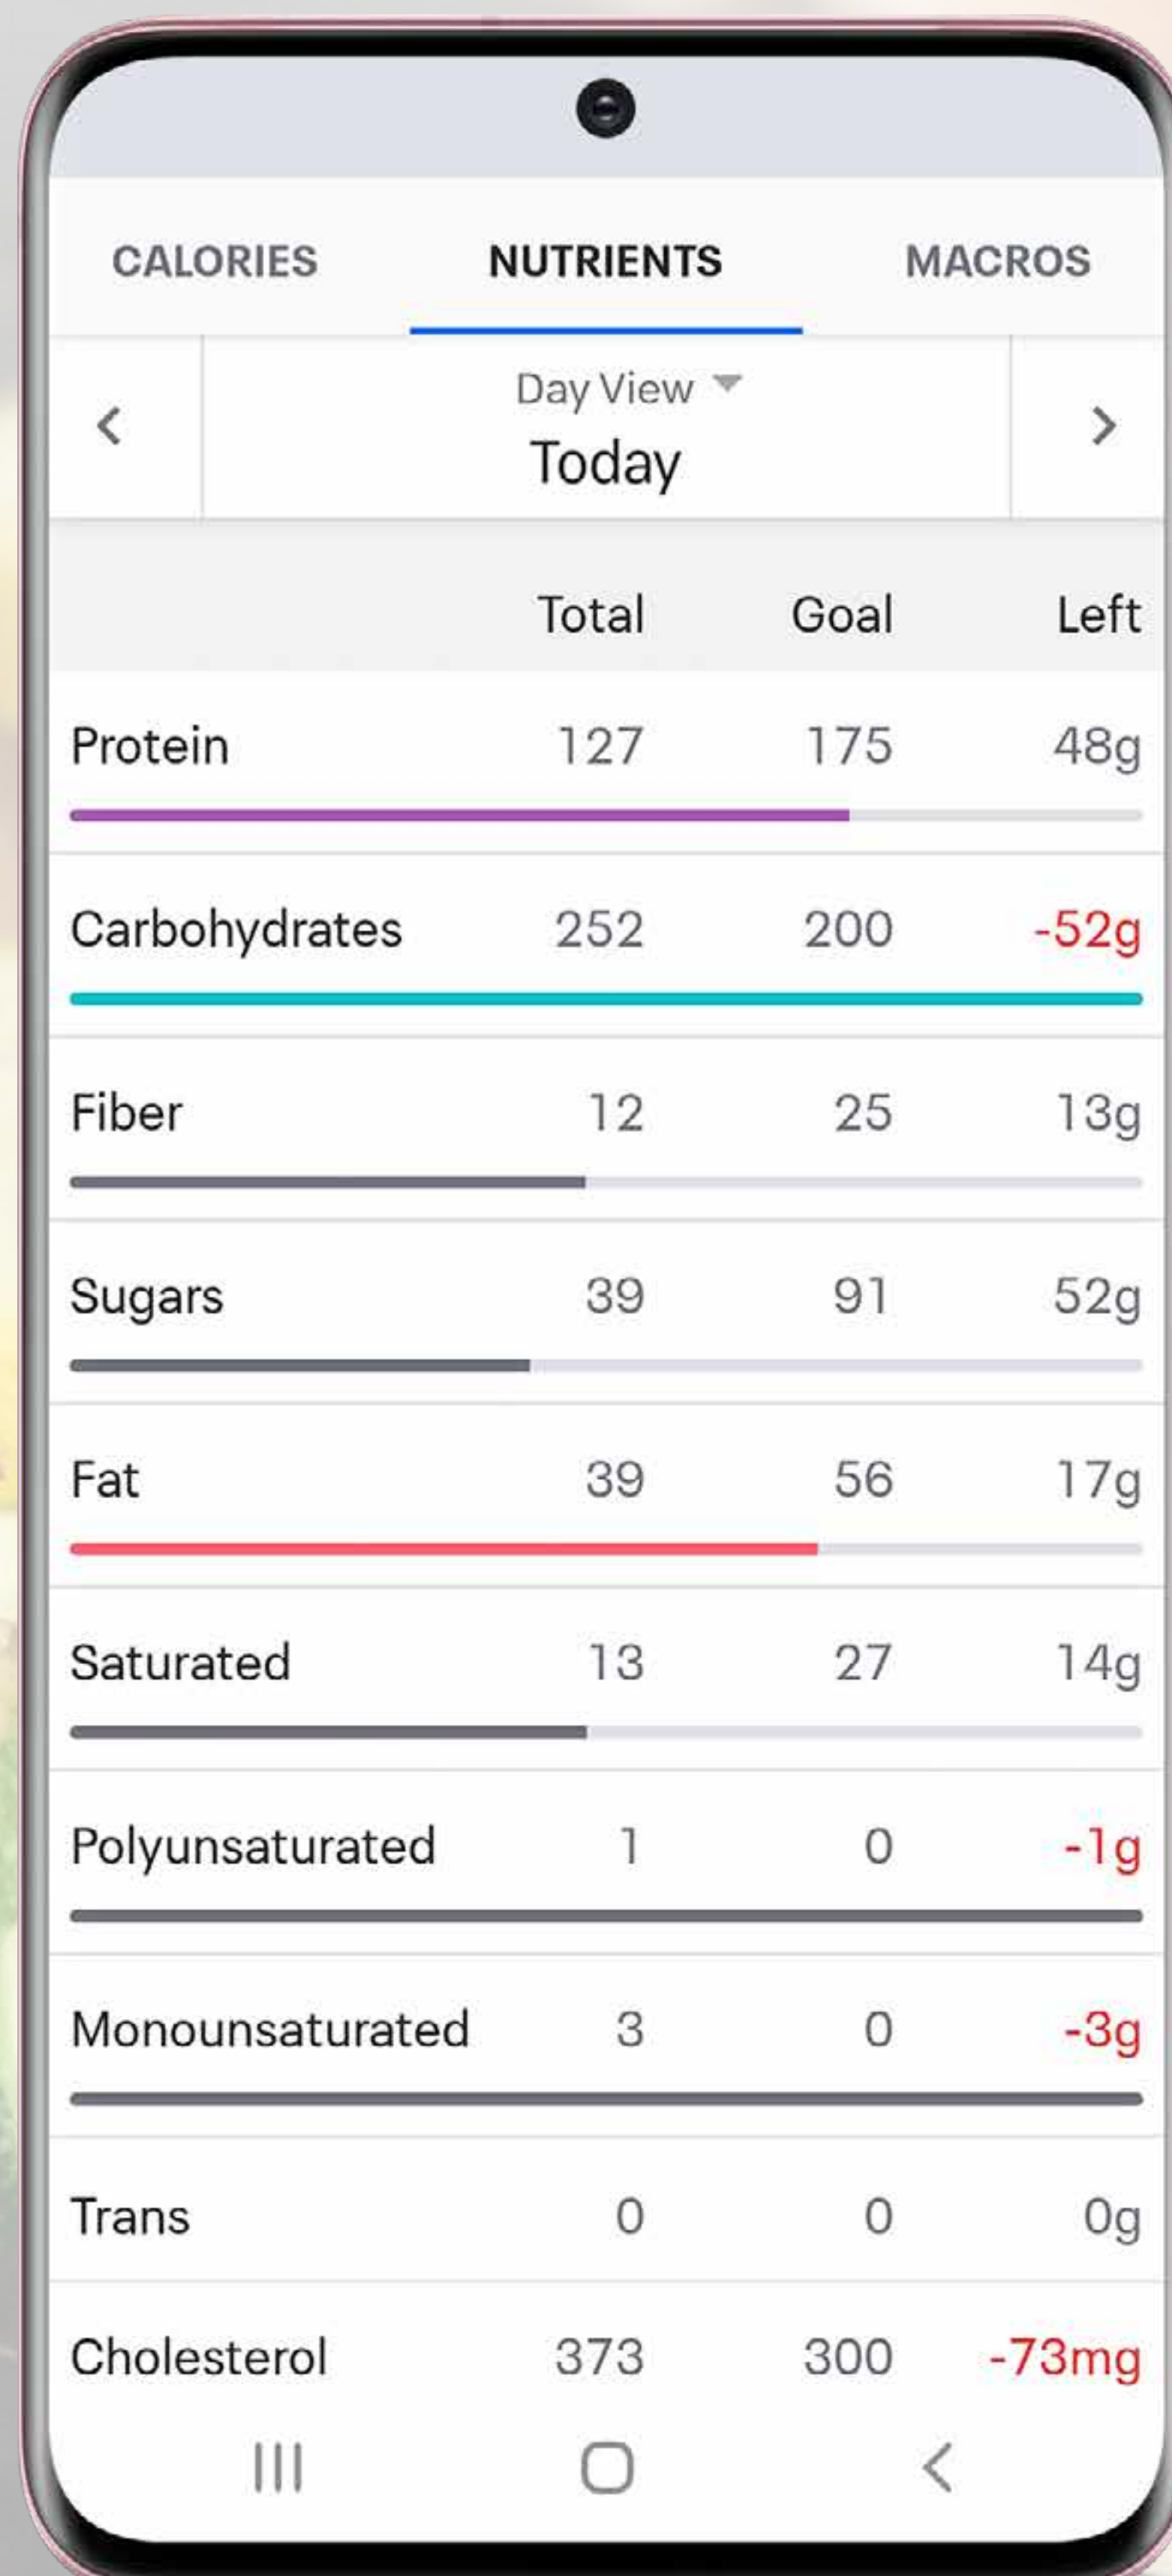 CALORIES NUTRIENTS MACROS
Day View
Today
Total Goal Left
Protein 127 175 48g
Carbohydrates 252 200 -52g
Fiber 12 25 13g
Sugars 39 91 52g
Fat 39 56 17g
Saturated 13 27 14g
Polyunsaturated 1 0 -1g
Monounsaturated 3 0 -3g
Trans 0 0 0g
Cholesterol 373 300 -73mg